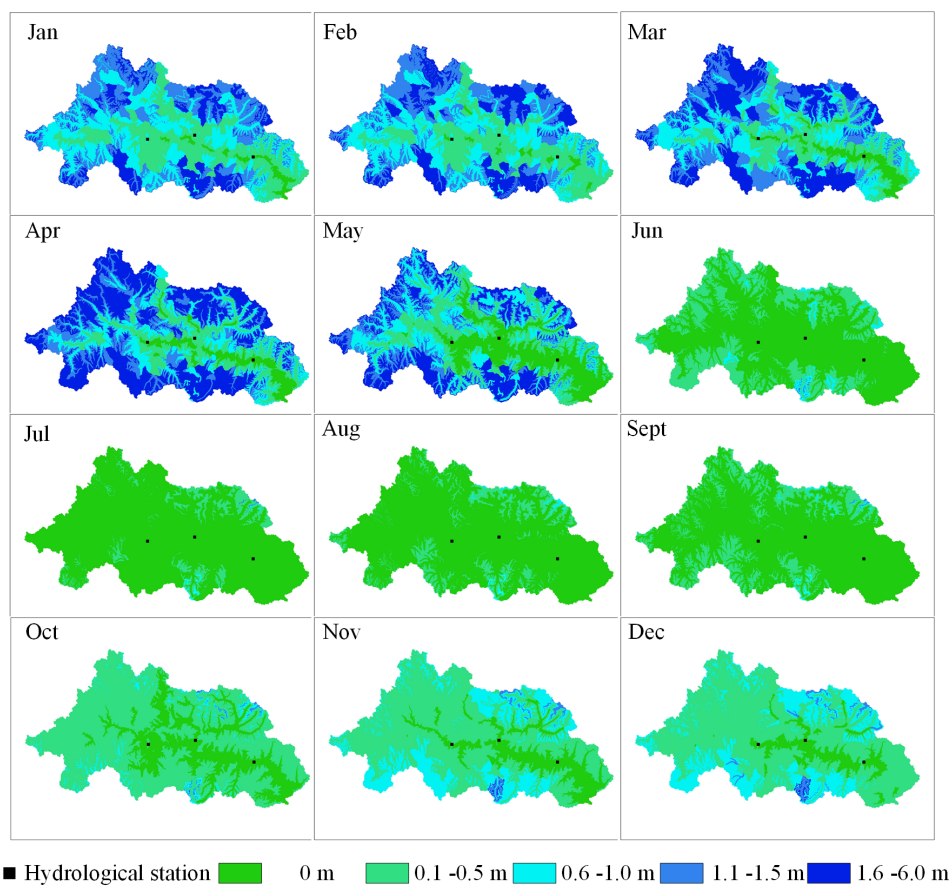 Jan
Feb
Mar
Apr
May
Jun
Jul
Aug
Sept
Oct
Nov
Dec
Hydrological station 0 m 0.1 -0.5 m 0.6 -1.0 m 1.1 -1.5 m 1.6 -6.0 m